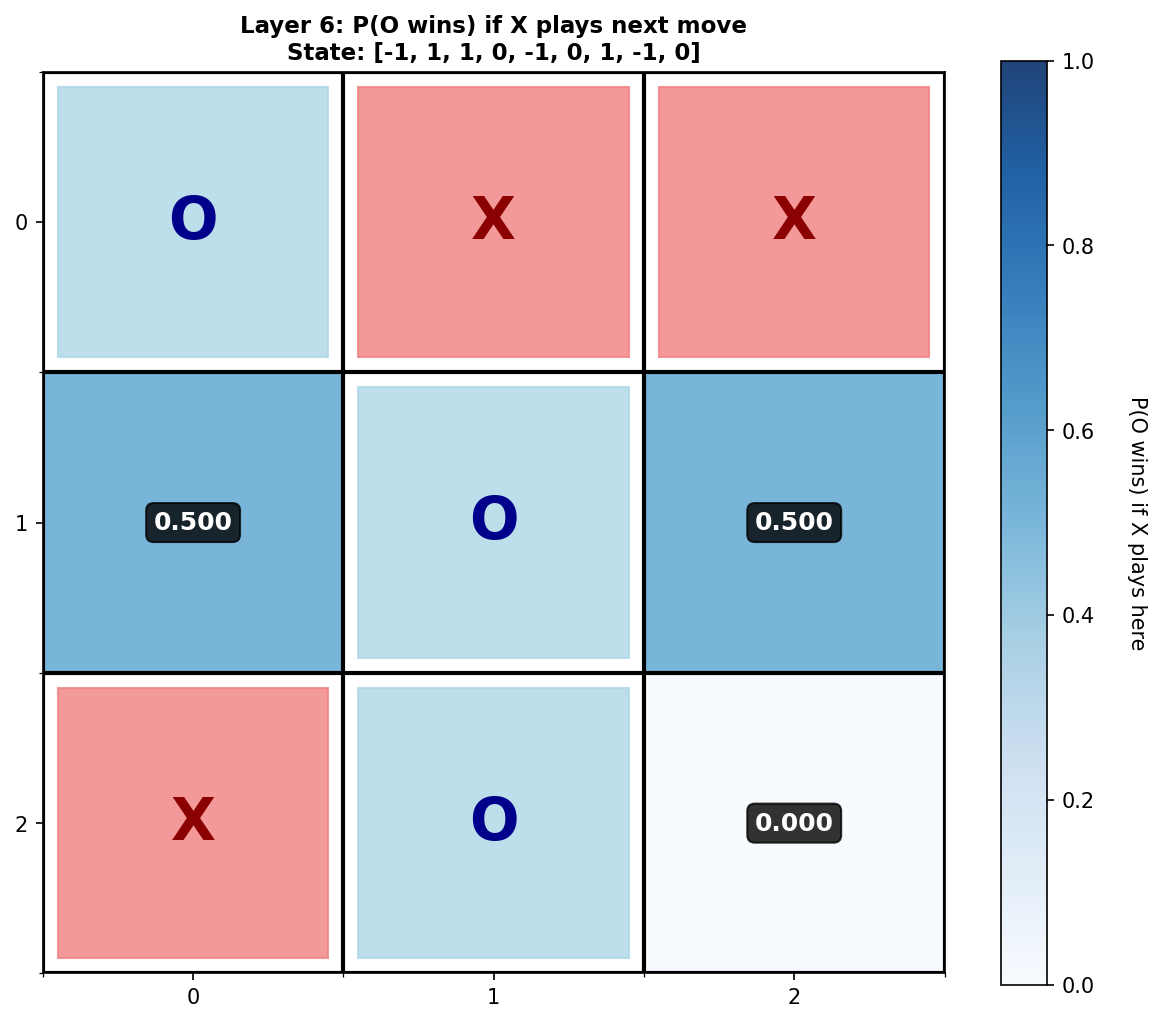 Layer 6: P(O wins) if X plays next move
State: [-1, 1, 1, 0, -1, 0, 1, -1, 0]
0
O
X
X
1
0.500
O
0.500
2
X
O
0.000
0
1
2
1.0
0.8
0.6
0.4
0.2
0.0
P(O wins) if X plays here